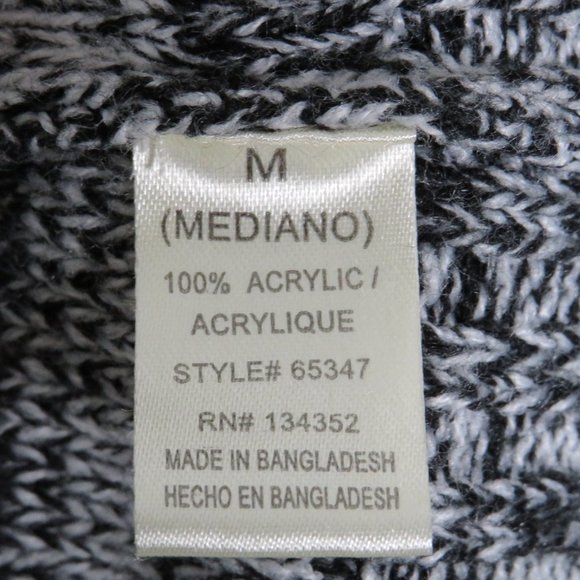 M
(MEDIANO)
100% ACRYLIC /
ACRYLIQUE
STYLE# 65347
RN# 134352
MADE IN BANGLADESH
HECHO EN BANGLADESH